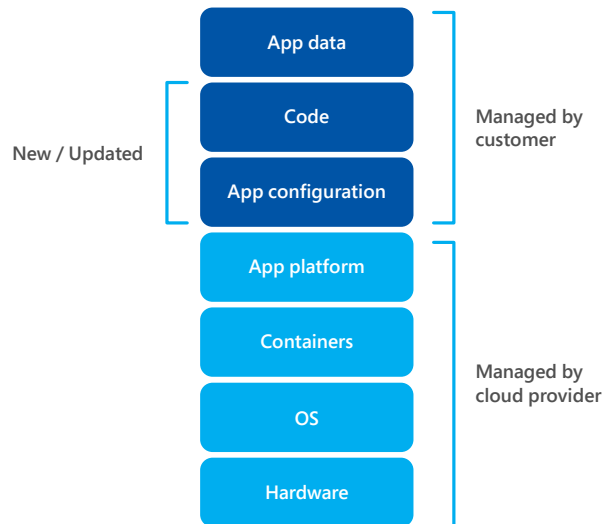 App data
Code
App configuration
App platform
Containers
OS
Hardware
New / Updated
Managed by
customer
Managed by
cloud provider